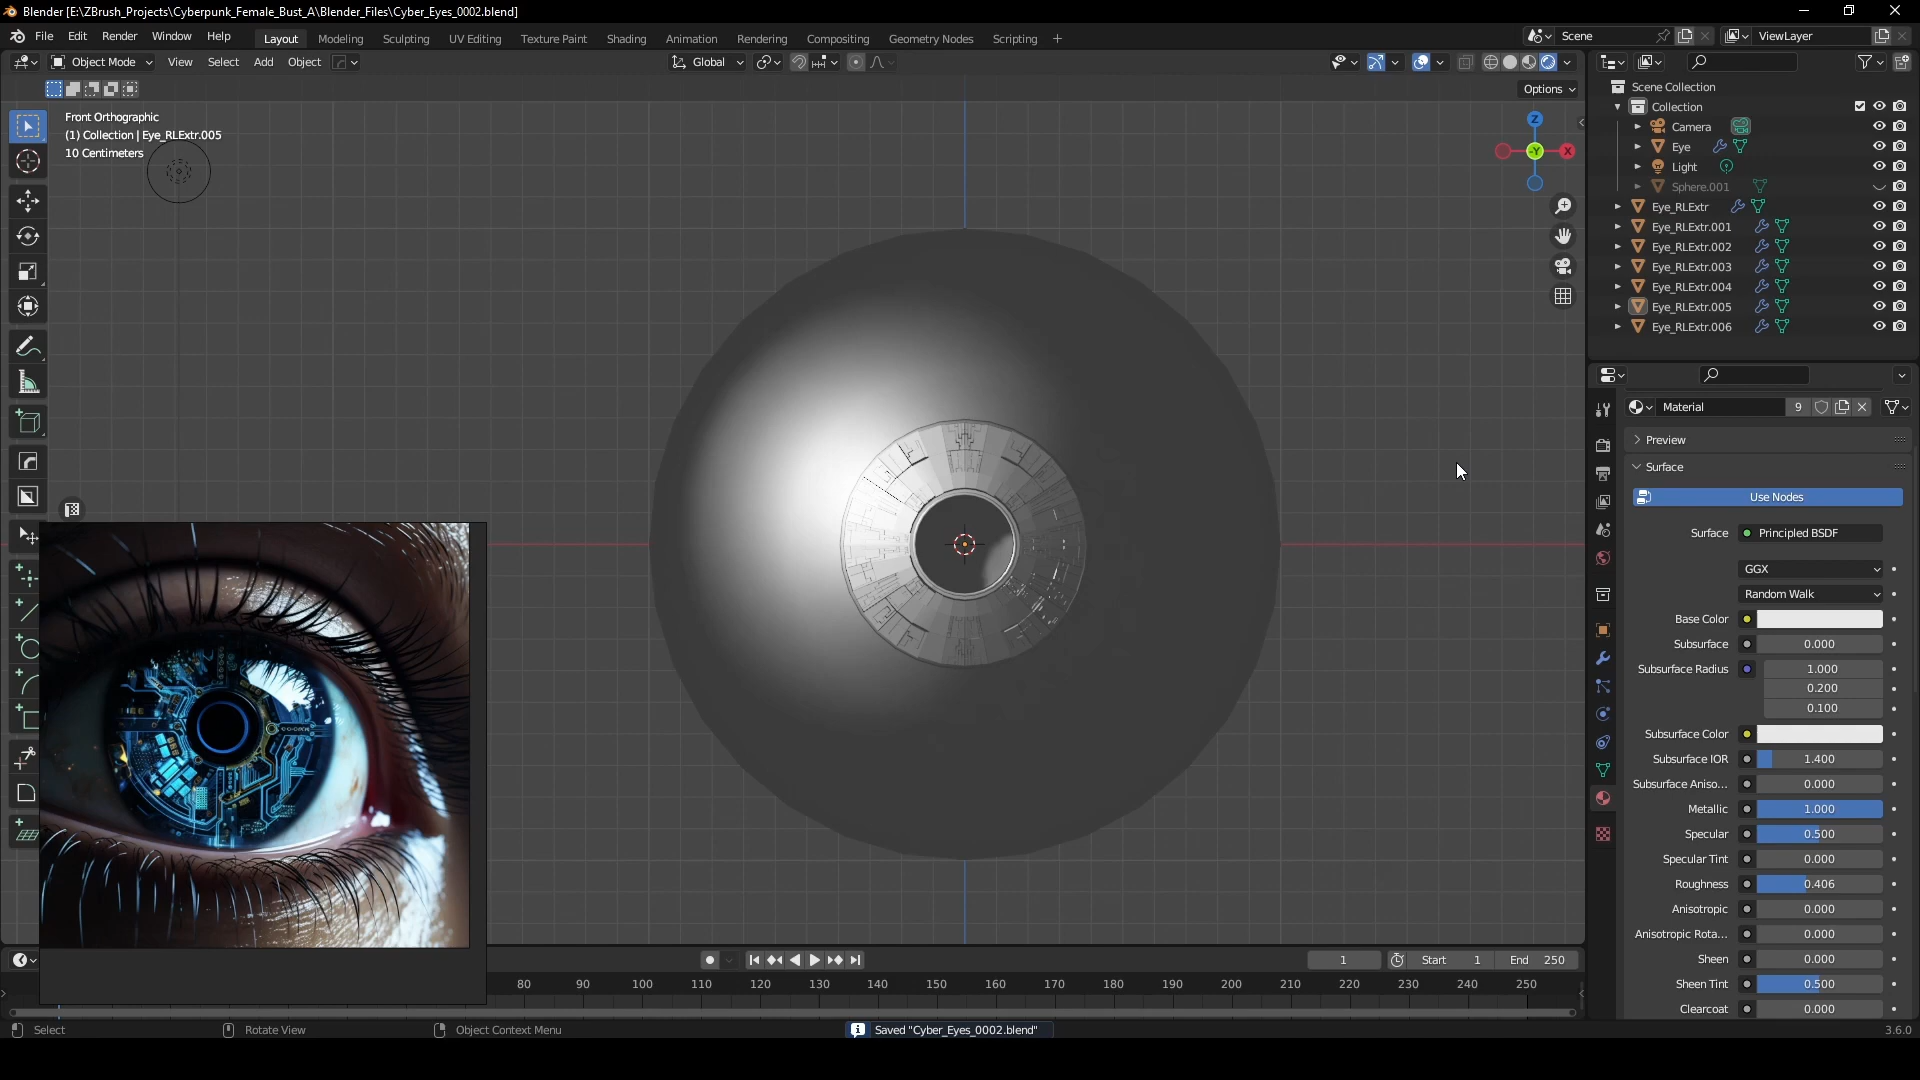 Blender [E:\ZBrush_Projects\Cyberpunk_Female_Bust_A\Blender_Files\Cyber_Eyes_0002.blend]
File Edit Render Window Help Layout Modeling Sculpting UV Editing Texture Paint Shading Animation Rendering Compositing Geometry Nodes Scripting + Scene ViewLayer
Object Mode View Select Add Object Global
Options
Front Orthographic
(1) Collection | Eye_RLExtr.005
10 Centimeters
Z
-Y X
Scene Collection
Collection
Camera
Eye
Light
Sphere.001
Eye_RLExtr
Eye_RLExtr.001
Eye_RLExtr.002
Eye_RLExtr.003
Eye_RLExtr.004
Eye_RLExtr.005
Eye_RLExtr.006
Material 9
Preview
Surface
Use Nodes
Surface Principled BSDF
GGX
Random Walk
Base Color
Subsurface 0.000
Subsurface Radius 1.000
0.200
0.100
Subsurface Color
Subsurface IOR 1.400
Subsurface Aniso... 0.000
Metallic 1.000
Specular 0.500
Specular Tint 0.000
Roughness 0.406
Anisotropic 0.000
Anisotropic Rota... 0.000
Sheen 0.000
Sheen Tint 0.500
Clearcoat 0.000
1 Start 1 End 250
80 90 100 110 120 130 140 150 160 170 180 190 200 210 220 230 240 250
Select Rotate View Object Context Menu Saved "Cyber_Eyes_0002.blend" 3.6.0